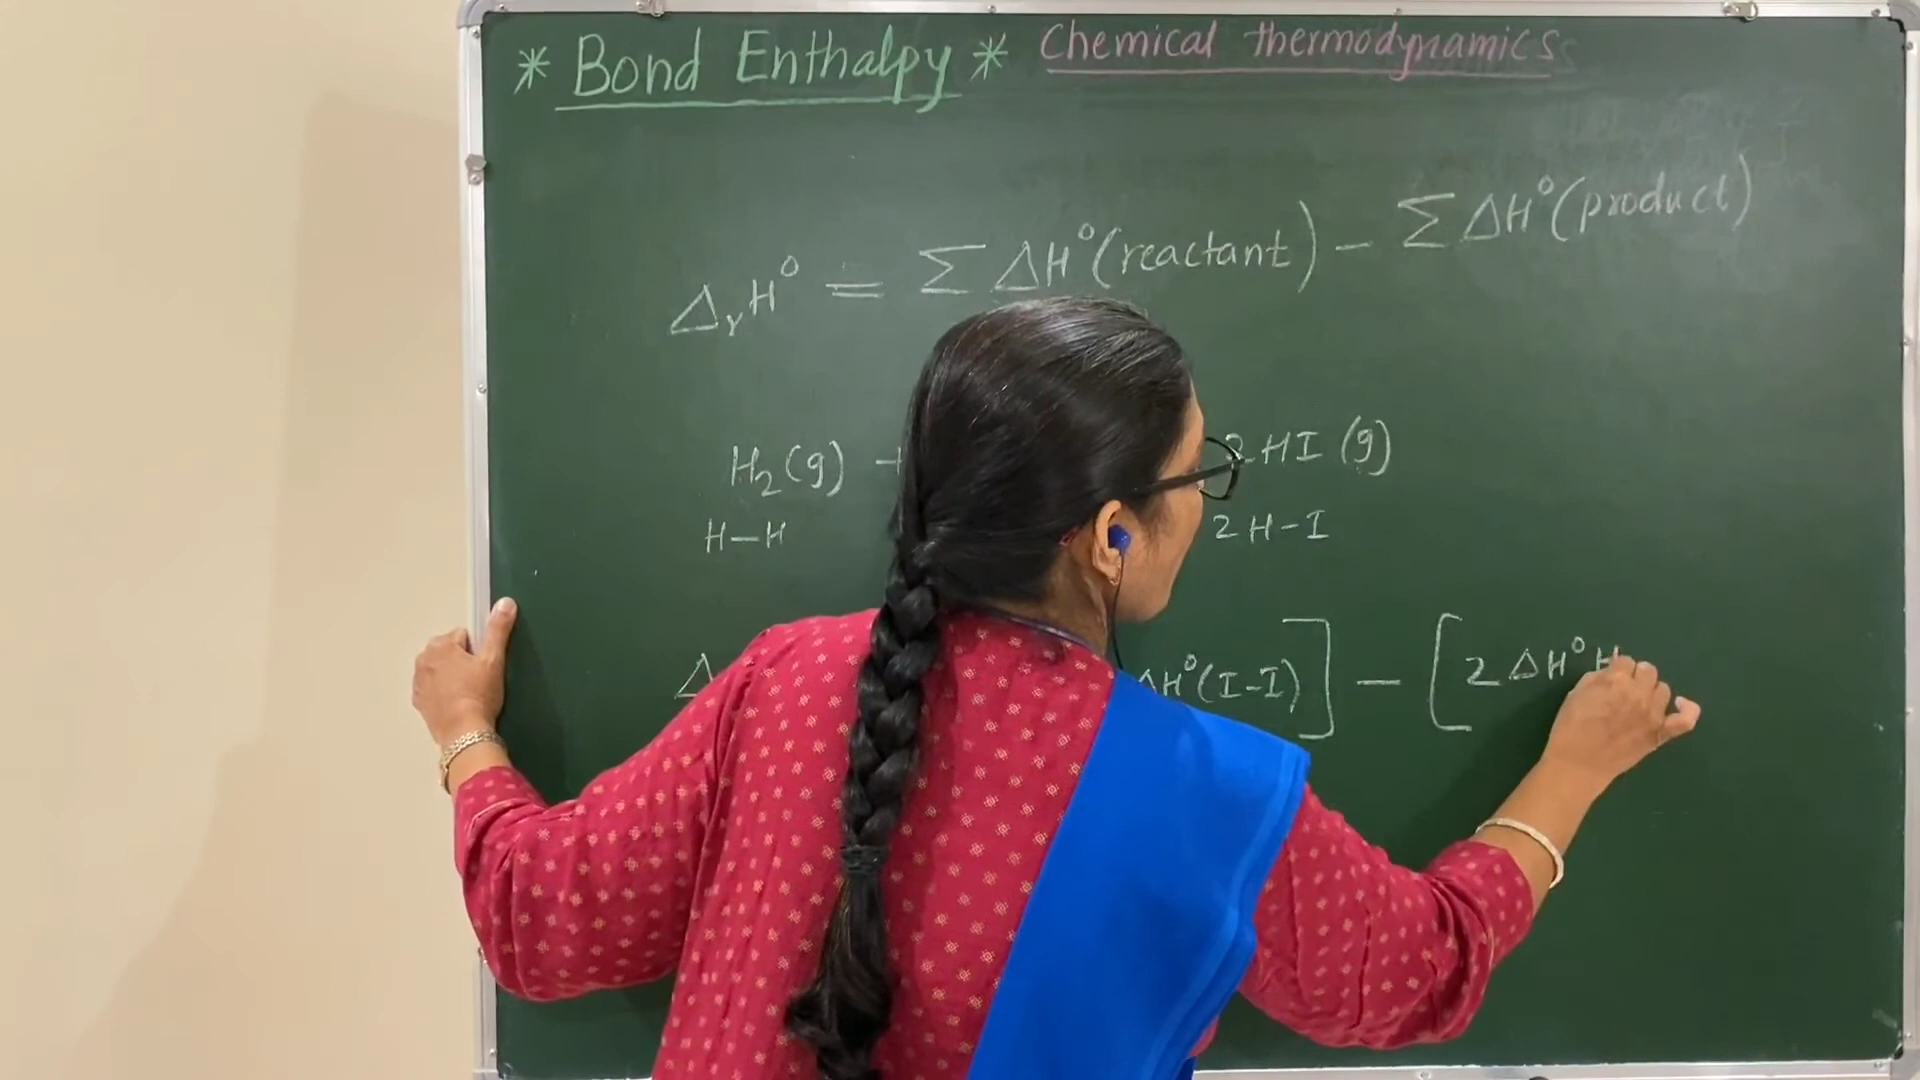 * Bond Enthalpy * Chemical thermodynamics
ΔrH° = Σ ΔH°(reactant) - Σ ΔH°(product)
H₂(g) + 2HI (g)
H-H 2H-I
Δ ΔH°(I-I)] - [2ΔH°H